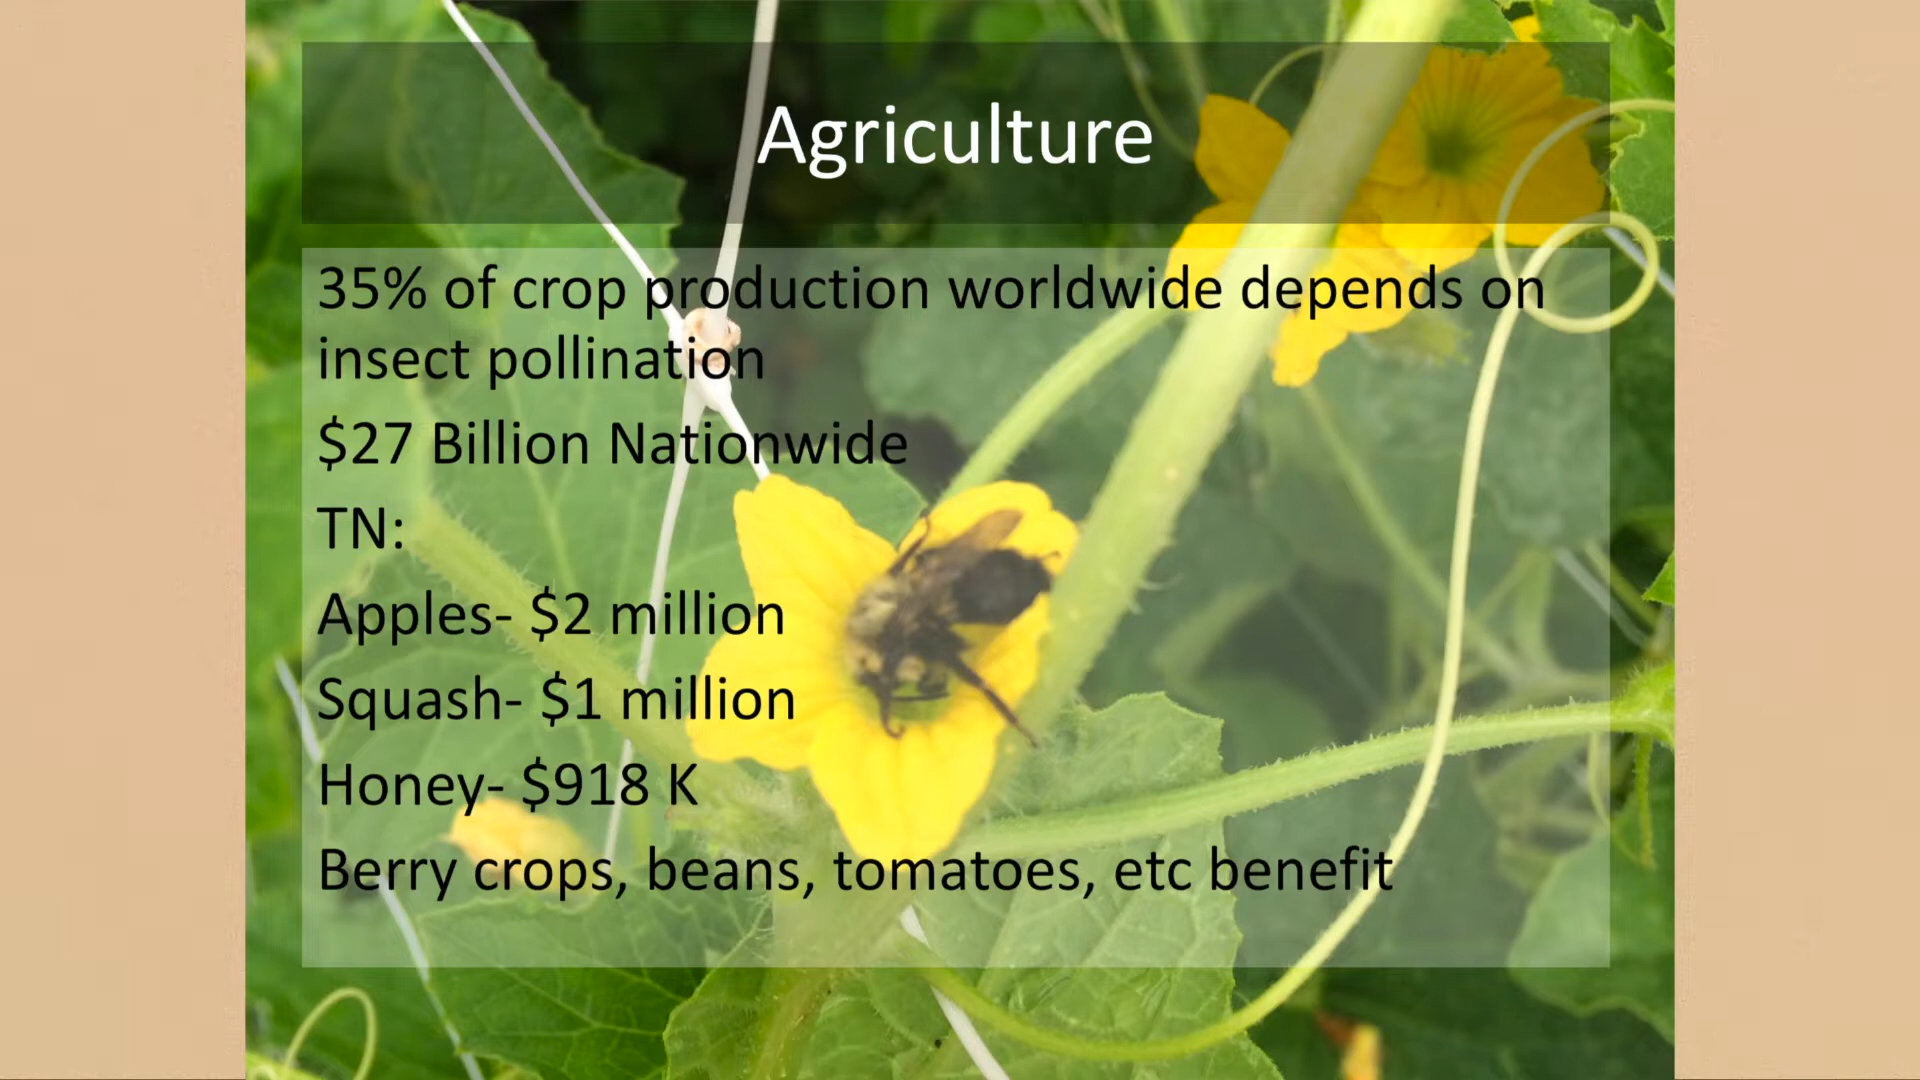 Agriculture
35% of crop production worldwide depends on
insect pollination
$27 Billion Nationwide
TN:
Apples- $2 million
Squash- $1 million
Honey- $918 K
Berry crops, beans, tomatoes, etc benefit